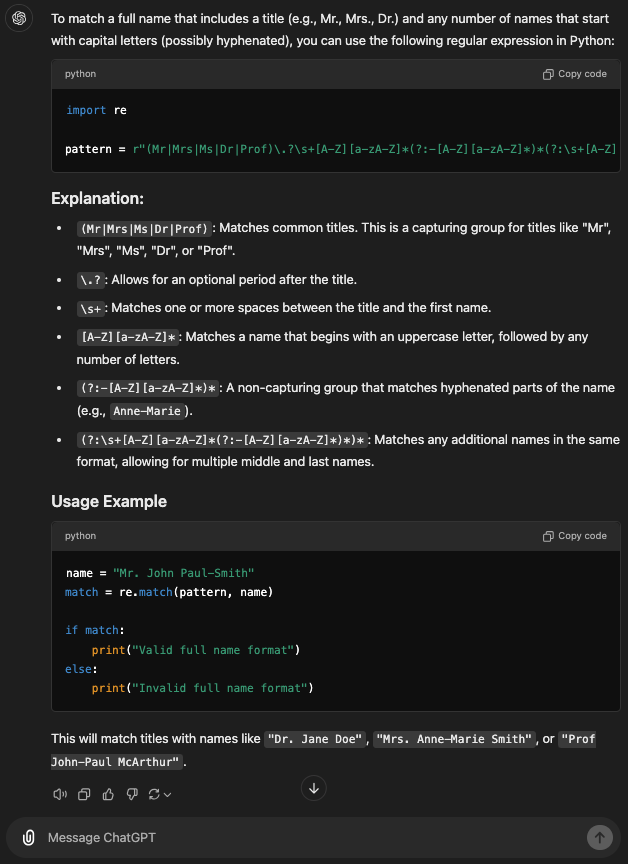 To match a full name that includes a title (e.g., Mr., Mrs., Dr.) and any number of names that start
with capital letters (possibly hyphenated), you can use the following regular expression in Python:
python
Copy code
import re
pattern = r"(Mr|Mrs|Ms|Dr|Prof)\.?\s+[A-Z][a-zA-Z]*(?:-[A-Z][a-zA-Z]*)*(?:\s+[A-Z]
Explanation:
• (Mr|Mrs|Ms|Dr|Prof): Matches common titles. This is a capturing group for titles like "Mr",
"Mrs", "Ms", "Dr", or "Prof".
• \.?: Allows for an optional period after the title.
• \s+: Matches one or more spaces between the title and the first name.
• [A-Z][a-zA-Z]*: Matches a name that begins with an uppercase letter, followed by any
number of letters.
• (?:-[A-Z][a-zA-Z]*)*: A non-capturing group that matches hyphenated parts of the name
(e.g., Anne-Marie).
• (?:\s+[A-Z][a-zA-Z]*(?:-[A-Z][a-zA-Z]*)*)*: Matches any additional names in the same
format, allowing for multiple middle and last names.
Usage Example
python
Copy code
name = "Mr. John Paul-Smith"
match = re.match(pattern, name)
if match:
    print("Valid full name format")
else:
    print("Invalid full name format")
This will match titles with names like "Dr. Jane Doe", "Mrs. Anne-Marie Smith", or "Prof
John-Paul McArthur".
Message ChatGPT